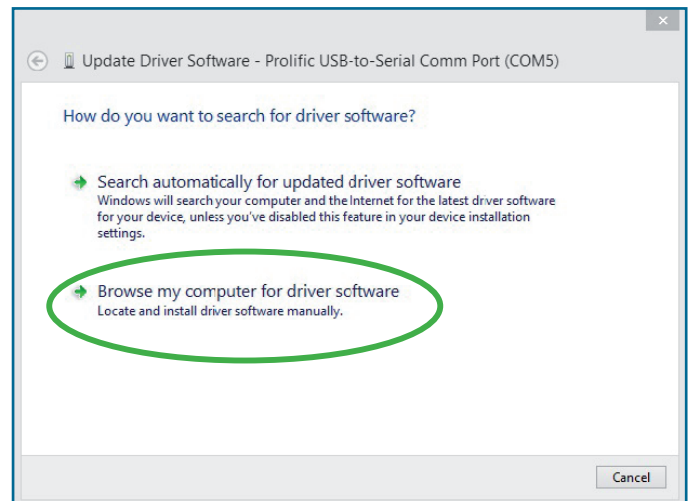 Update Driver Software - Prolific USB-to-Serial Comm Port (COM5)
How do you want to search for driver software?
Search automatically for updated driver software
Windows will search your computer and the Internet for the latest driver software
for your device, unless you've disabled this feature in your device installation
settings.
Browse my computer for driver software
Locate and install driver software manually.
Cancel